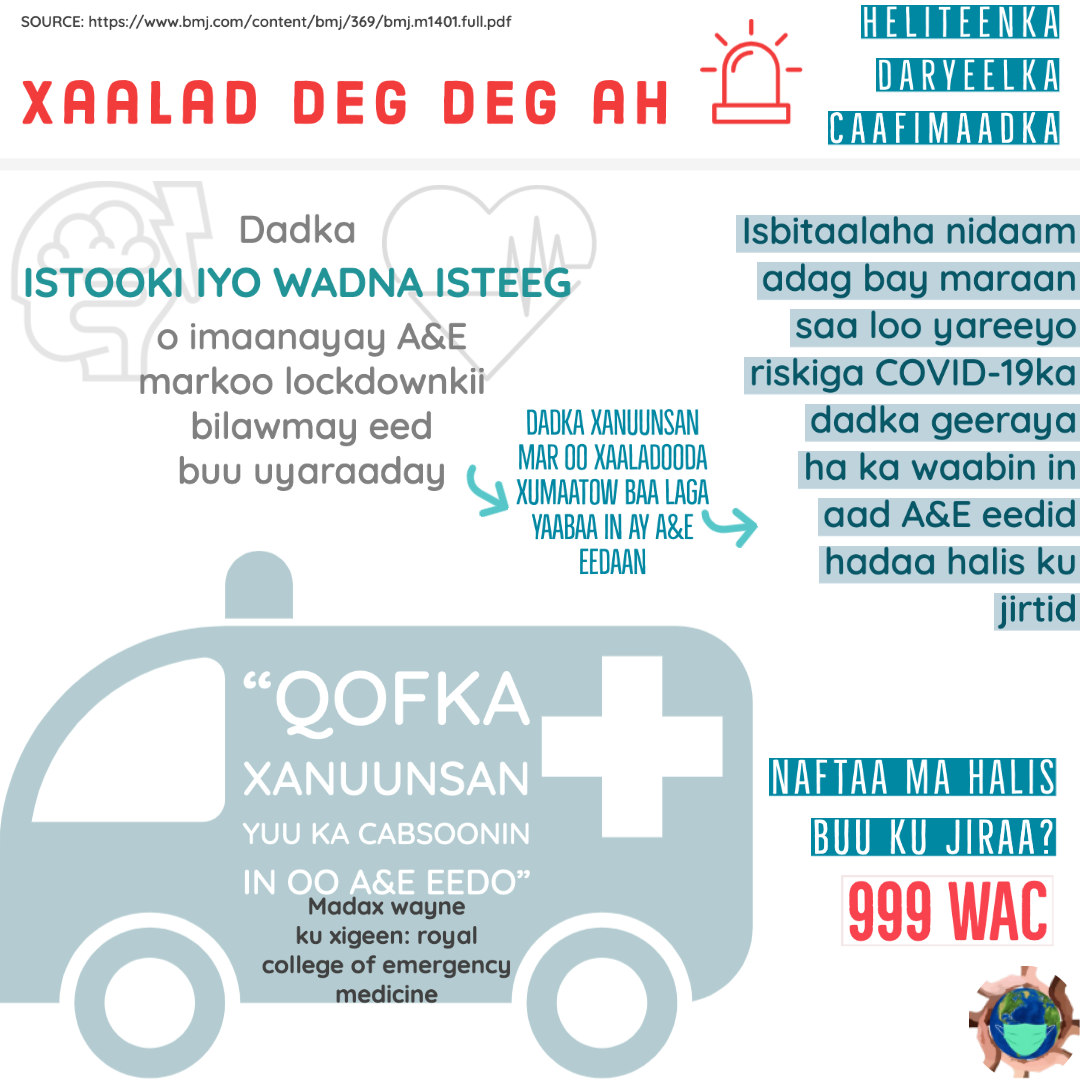 SOURCE: https://www.bmj.com/content/bmj/369/bmj.m1401.full.pdf
XAALAD DEG DEG AH
HELITEENKA
DARYEELKA
CAAFIMAADKA
Dadka
ISTOOKI IYO WADNA ISTEEG
o imaanayay A&E
markoo lockdownkii
bilawmay eed
buu uyaraaday
DADKA XANUUNSAN
MAR OO XAALADOODA
XUMAATOW BAA LAGA
YAABAA IN AY A&E
EEDAAN
Isbitaalaha nidaam
adag bay maraan
saa loo yareeyo
riskiga COVID-19ka
dadka geeraya
ha ka waabin in
aad A&E eedid
hadaa halis ku
jirtid
“QOFKA
XANUUNSAN
YUU KA CABSOONIN
IN OO A&E EEDO”
Madax wayne
ku xigeen: royal
college of emergency
medicine
NAFTAA MA HALIS
BUU KU JIRAA?
999 WAC